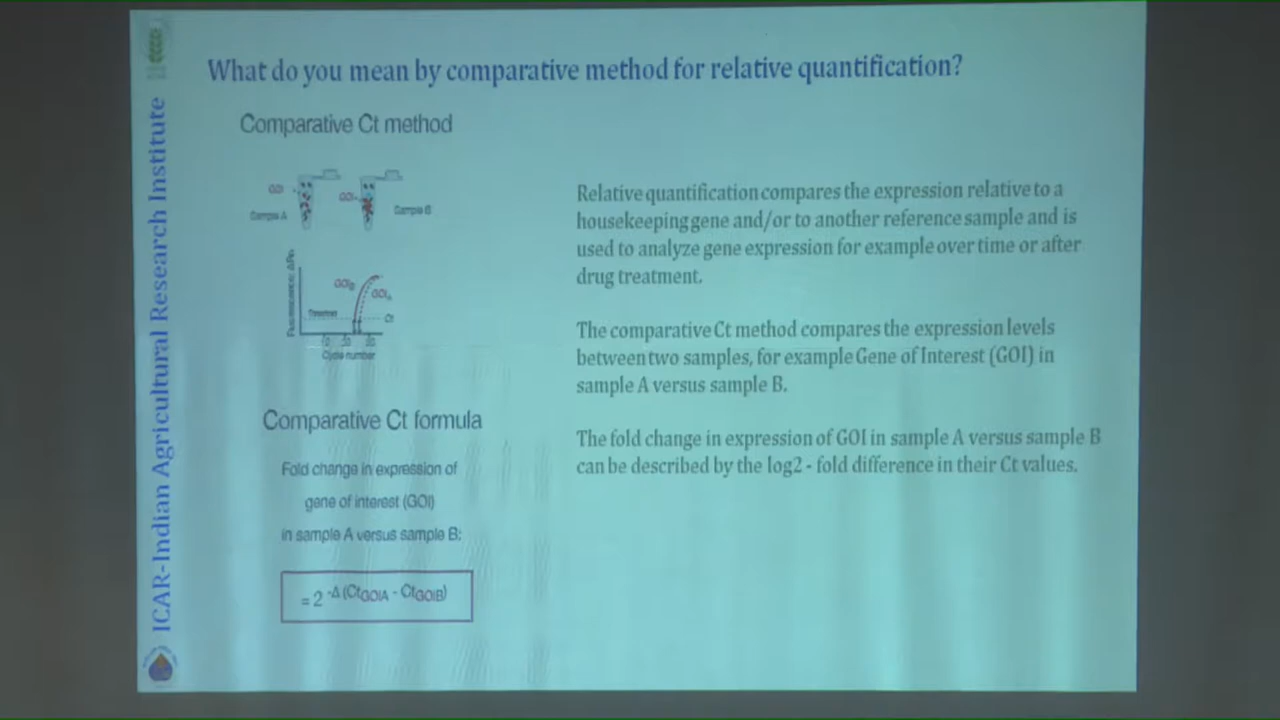 What do you mean by comparative method for relative quantification?
ICAR-Indian Agricultural Research Institute
Comparative Ct method
GOI
GOI
Sample A
Sample B
Fluorescence, ΔRn
GOIB
GOIA
Threshold
Ct
Cycle number
Comparative Ct formula
Fold change in expression of
gene of interest (GOI)
in sample A versus sample B:
= 2 -Δ (CtGOIA - CtGOIB)
Relative quantification compares the expression relative to a
housekeeping gene and/or to another reference sample and is
used to analyze gene expression for example over time or after
drug treatment.
The comparative Ct method compares the expression levels
between two samples, for example Gene of Interest (GOI) in
sample A versus sample B.
The fold change in expression of GOI in sample A versus sample B
can be described by the log2 - fold difference in their Ct values.